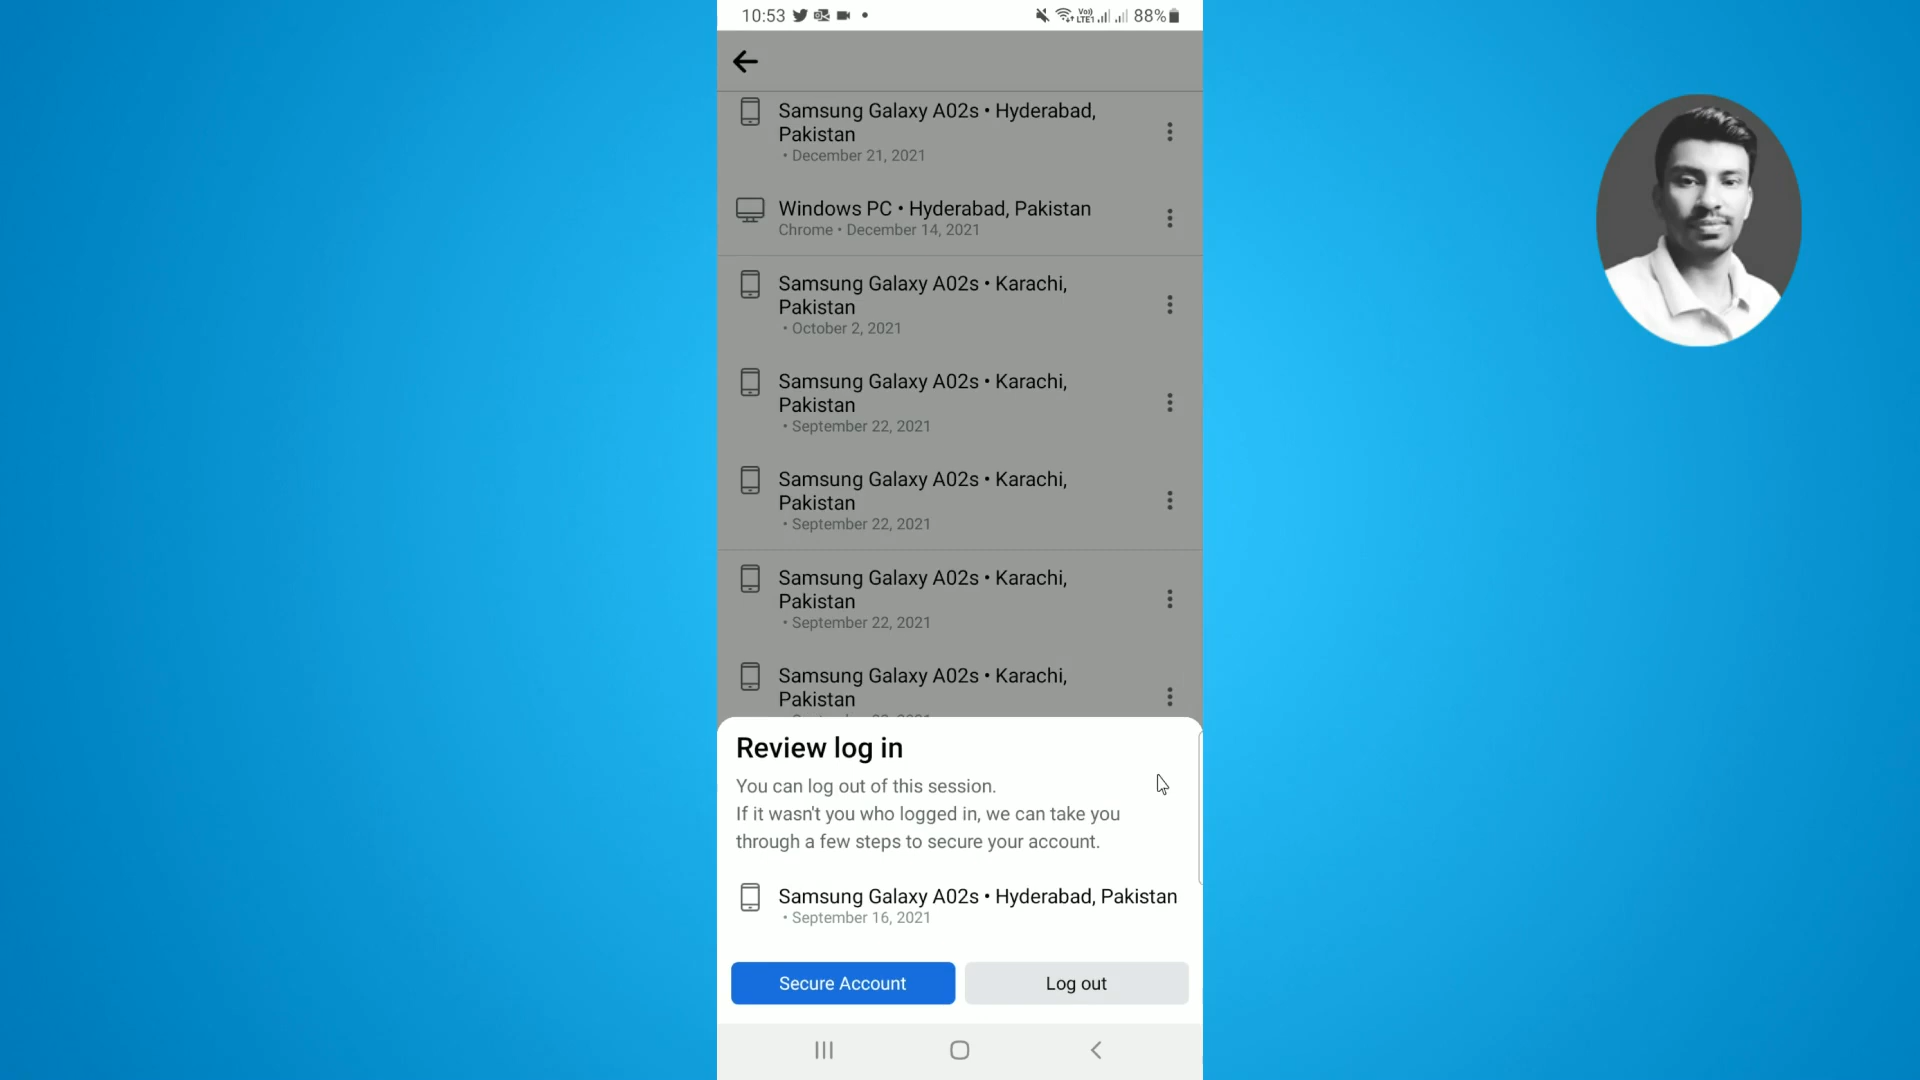 10:53 88%
Samsung Galaxy A02s • Hyderabad,
Pakistan
• December 21, 2021
Windows PC • Hyderabad, Pakistan
Chrome • December 14, 2021
Samsung Galaxy A02s • Karachi,
Pakistan
• October 2, 2021
Samsung Galaxy A02s • Karachi,
Pakistan
• September 22, 2021
Samsung Galaxy A02s • Karachi,
Pakistan
• September 22, 2021
Samsung Galaxy A02s • Karachi,
Pakistan
• September 22, 2021
Samsung Galaxy A02s • Karachi,
Pakistan
Review log in
You can log out of this session.
If it wasn't you who logged in, we can take you
through a few steps to secure your account.
Samsung Galaxy A02s • Hyderabad, Pakistan
• September 16, 2021
Secure Account Log out